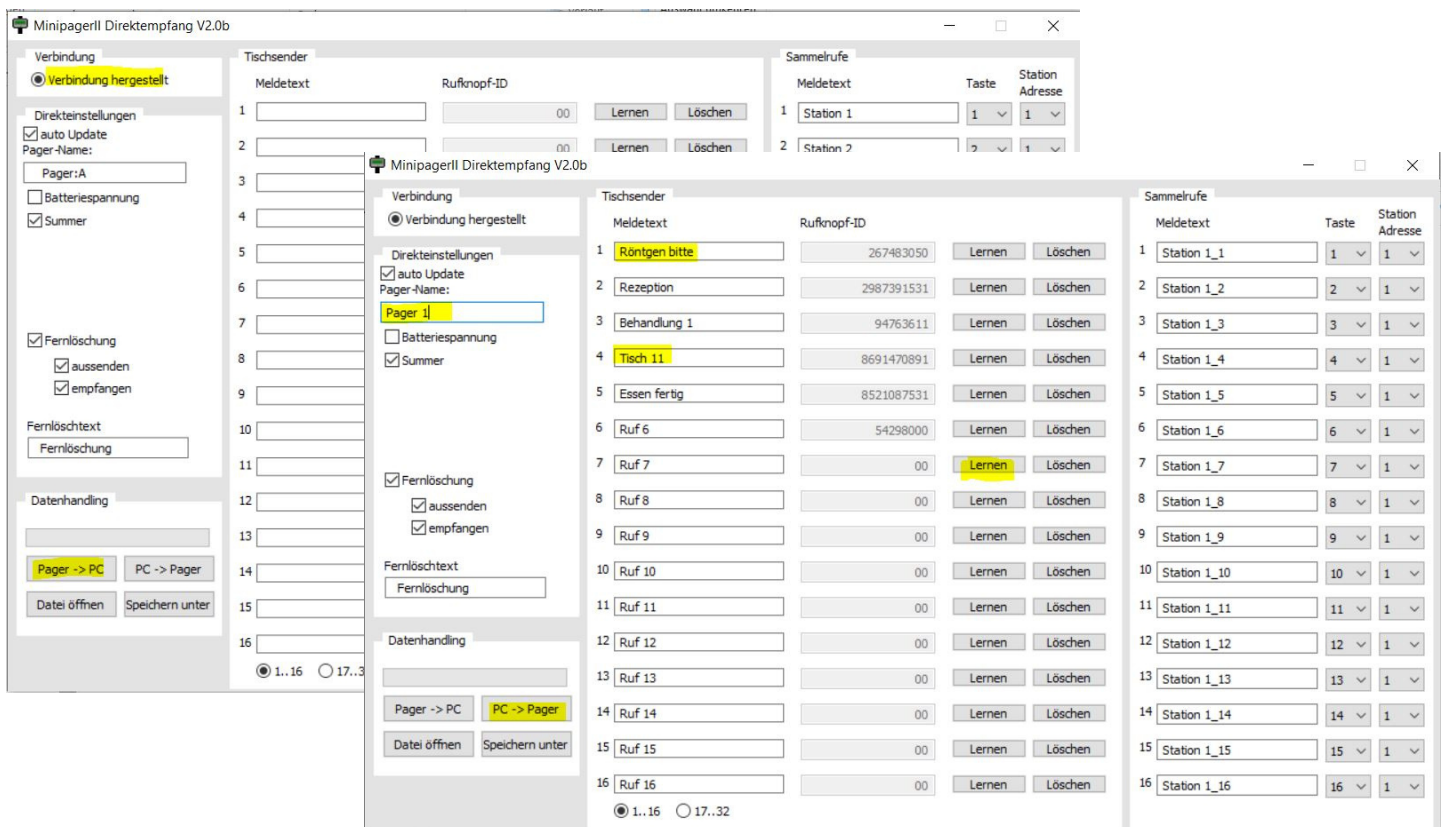 MinipagerII Direktempfang V2.0b
Verbindung
Verbindung hergestellt
Direkteinstellungen
auto Update
Pager-Name:
Pager:A
Batteriespannung
Summer
Fernlöschung
aussenden
empfangen
Fernlöschtext
Fernlöschung
Datenhandling
Pager -> PC PC -> Pager
Datei öffnen Speichern unter
Tischsender
Meldetext Rufknopf-ID
1 00 Lernen Löschen
2 00 Lernen Löschen
3
4
5
6
7
8
9
10
11
12
13
14
15
16
1..16 17..3
Sammelrufe
Meldetext Taste Station Adresse
1 Station 1 1 1
2 Station 2 2 1
MinipagerII Direktempfang V2.0b
Verbindung
Verbindung hergestellt
Direkteinstellungen
auto Update
Pager-Name:
Pager 1
Batteriespannung
Summer
Fernlöschung
aussenden
empfangen
Fernlöschtext
Fernlöschung
Datenhandling
Pager -> PC PC -> Pager
Datei öffnen Speichern unter
Tischsender
Meldetext Rufknopf-ID
1 Röntgen bitte 267483050 Lernen Löschen
2 Rezeption 2987391531 Lernen Löschen
3 Behandlung 1 94763611 Lernen Löschen
4 Tisch 11 8691470891 Lernen Löschen
5 Essen fertig 8521087531 Lernen Löschen
6 Ruf 6 54298000 Lernen Löschen
7 Ruf 7 00 Lernen Löschen
8 Ruf 8 00 Lernen Löschen
9 Ruf 9 00 Lernen Löschen
10 Ruf 10 00 Lernen Löschen
11 Ruf 11 00 Lernen Löschen
12 Ruf 12 00 Lernen Löschen
13 Ruf 13 00 Lernen Löschen
14 Ruf 14 00 Lernen Löschen
15 Ruf 15 00 Lernen Löschen
16 Ruf 16 00 Lernen Löschen
1..16 17..32
Sammelrufe
Meldetext Taste Station Adresse
1 Station 1_1 1 1
2 Station 1_2 2 1
3 Station 1_3 3 1
4 Station 1_4 4 1
5 Station 1_5 5 1
6 Station 1_6 6 1
7 Station 1_7 7 1
8 Station 1_8 8 1
9 Station 1_9 9 1
10 Station 1_10 10 1
11 Station 1_11 11 1
12 Station 1_12 12 1
13 Station 1_13 13 1
14 Station 1_14 14 1
15 Station 1_15 15 1
16 Station 1_16 16 1